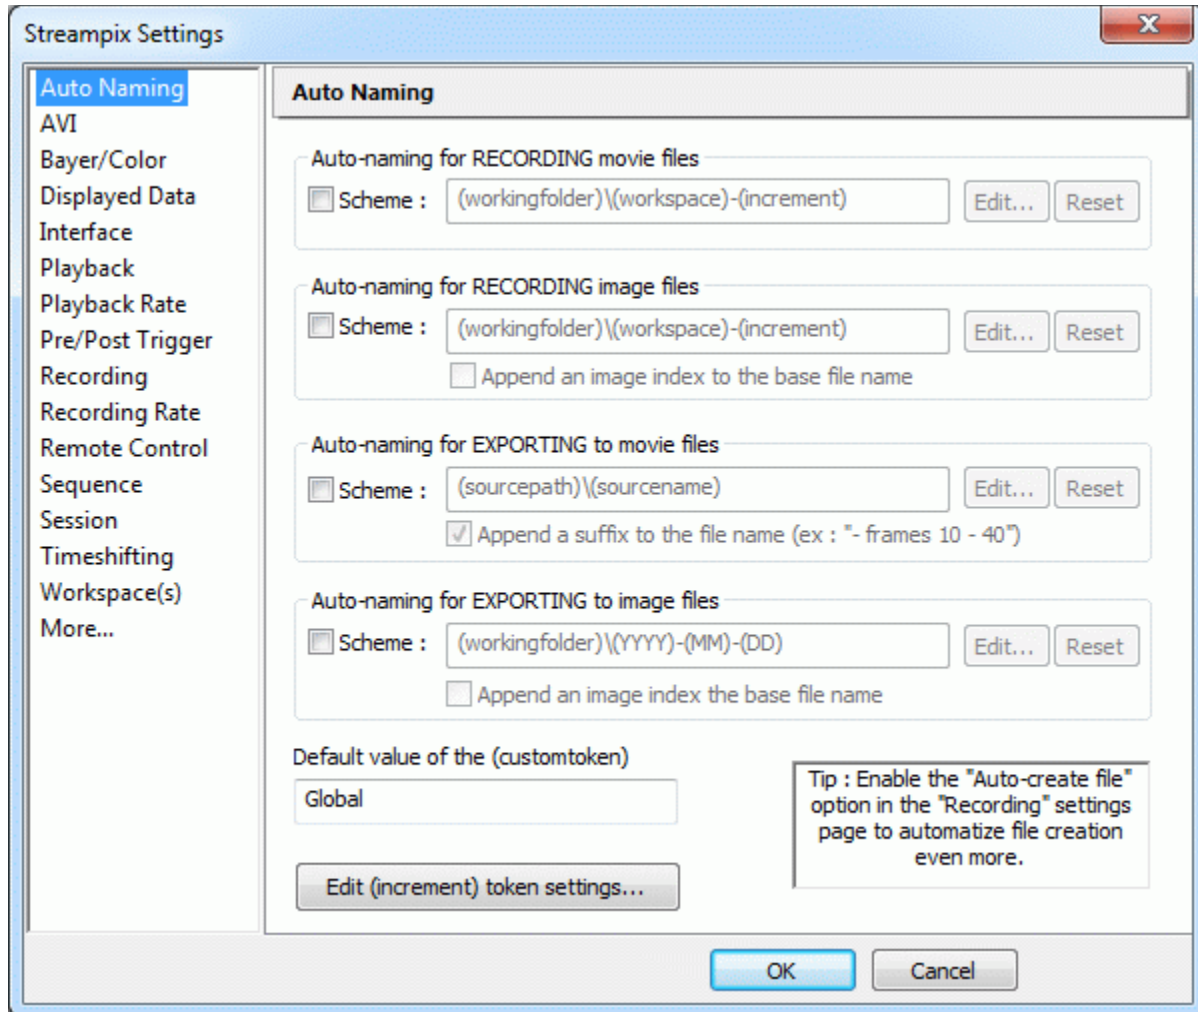 Streampix Settings
Auto Naming
AVI
Bayer/Color
Displayed Data
Interface
Playback
Playback Rate
Pre/Post Trigger
Recording
Recording Rate
Remote Control
Sequence
Session
Timeshifting
Workspace(s)
More...
Auto Naming
Auto-naming for RECORDING movie files
Scheme : (workingfolder)\(workspace)-(increment) Edit... Reset
Auto-naming for RECORDING image files
Scheme : (workingfolder)\(workspace)-(increment) Edit... Reset
Append an image index to the base file name
Auto-naming for EXPORTING to movie files
Scheme : (sourcepath)\(sourcename) Edit... Reset
Append a suffix to the file name (ex : "- frames 10 - 40")
Auto-naming for EXPORTING to image files
Scheme : (workingfolder)\(YYYY)-(MM)-(DD) Edit... Reset
Append an image index the base file name
Default value of the (customtoken)
Global
Edit (increment) token settings...
Tip : Enable the "Auto-create file"
option in the "Recording" settings
page to automatize file creation
even more.
OK Cancel